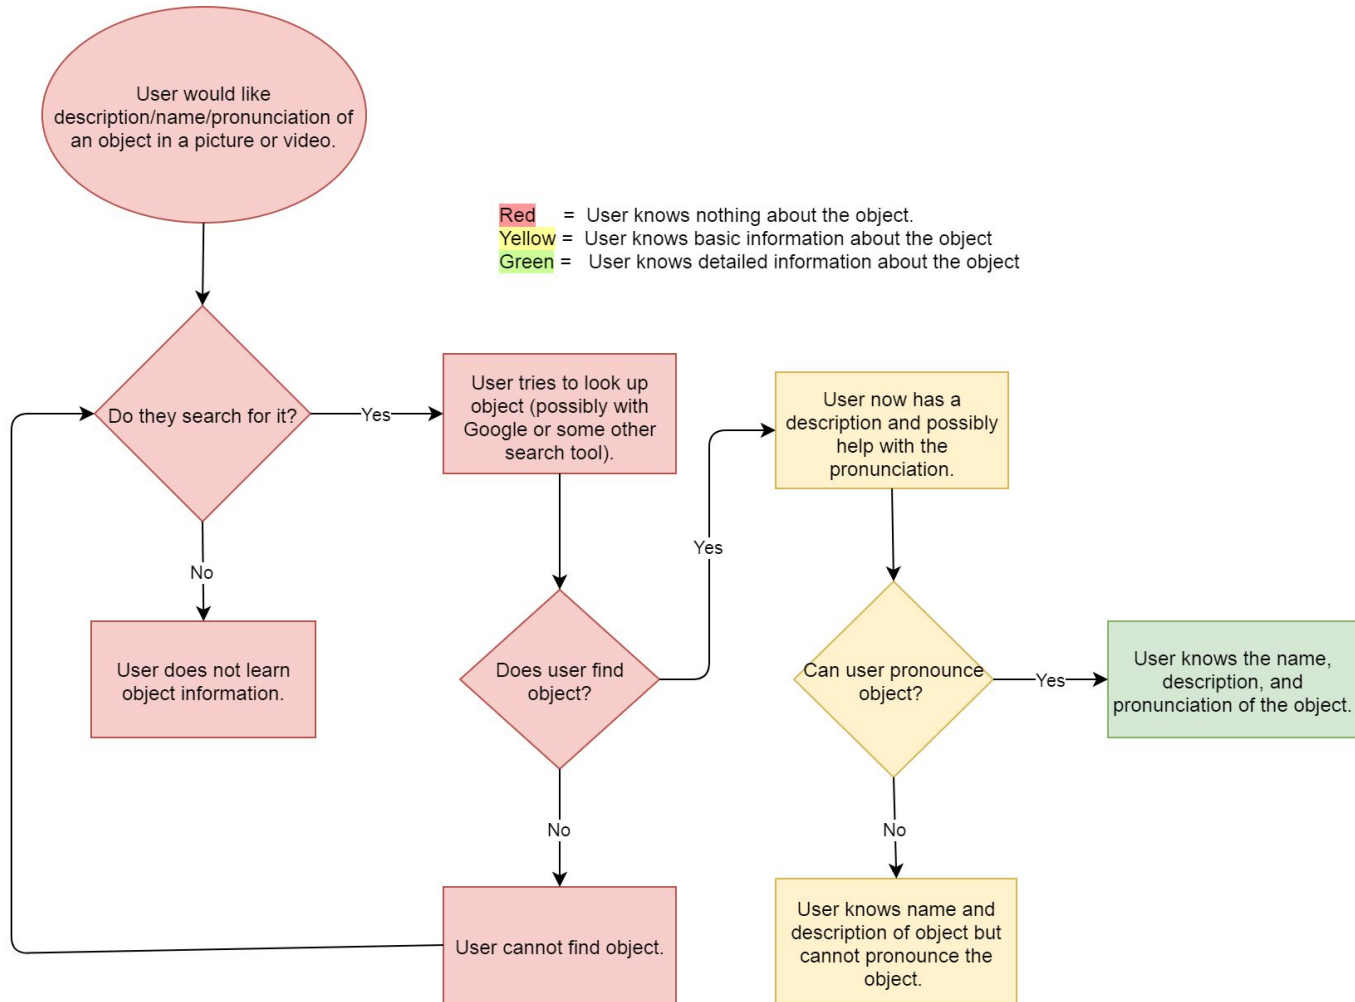 User would like
description/name/pronunciation of
an object in a picture or video.
Red = User knows nothing about the object.
Yellow = User knows basic information about the object
Green = User knows detailed information about the object
Do they search for it?
Yes
User tries to look up
object (possibly with
Google or some other
search tool).
User now has a
description and possibly
help with the
pronunciation.
Yes
No
User does not learn
object information.
Does user find
object?
Can user pronounce
object?
Yes
User knows the name,
description, and
pronunciation of the object.
No
No
User cannot find object.
User knows name and
description of object but
cannot pronounce the
object.